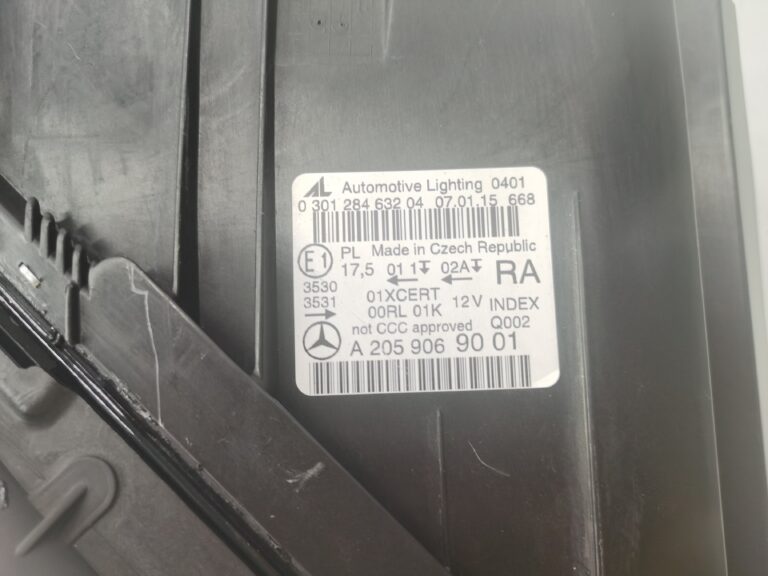 AL Automotive Lighting 0401
0 301 284 632 04 07.01.15 668
E1 PL Made in Czech Republic
17,5 01 1 02A RA
3530
3531
01XCERT 12V INDEX
00RL 01K Q002
not CCC approved
A 205 906 90 01